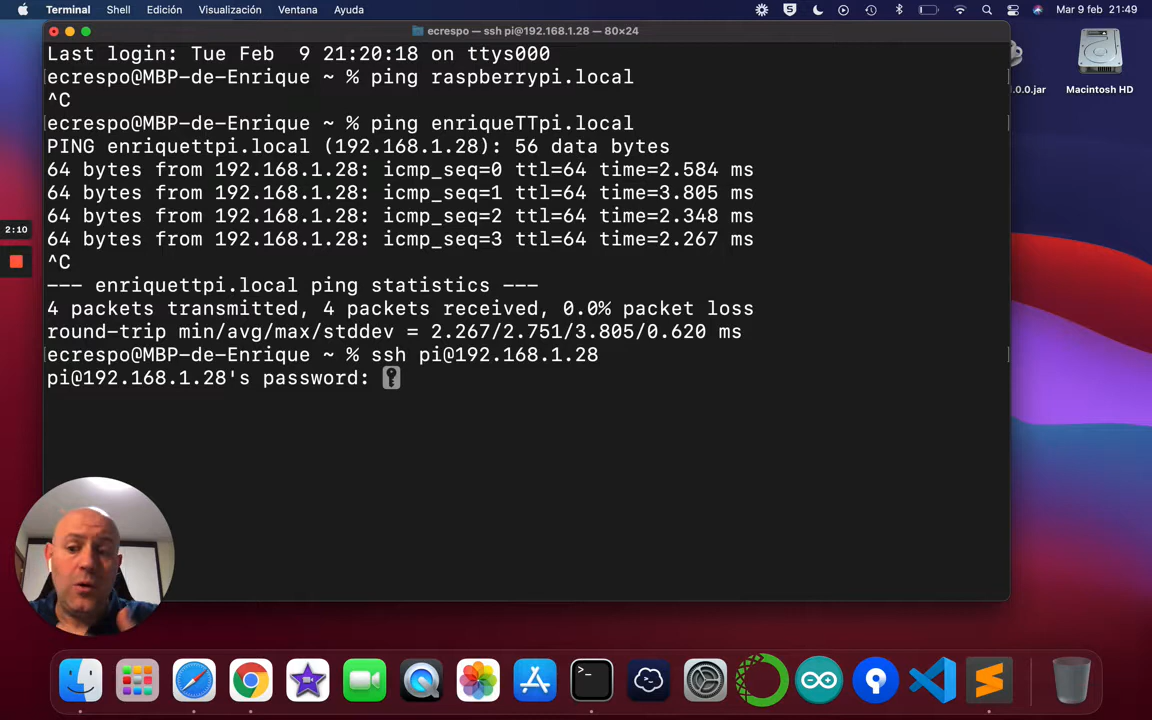 Terminal Shell Edición Visualización Ventana Ayuda
Mar 9 feb 21:49
ecrespo — ssh pi@192.168.1.28 — 80×24
Last login: Tue Feb  9 21:20:18 on ttys000
ecrespo@MBP-de-Enrique ~ % ping raspberrypi.local
^C
ecrespo@MBP-de-Enrique ~ % ping enriqueTTpi.local
PING enriquettpi.local (192.168.1.28): 56 data bytes
64 bytes from 192.168.1.28: icmp_seq=0 ttl=64 time=2.584 ms
64 bytes from 192.168.1.28: icmp_seq=1 ttl=64 time=3.805 ms
64 bytes from 192.168.1.28: icmp_seq=2 ttl=64 time=2.348 ms
64 bytes from 192.168.1.28: icmp_seq=3 ttl=64 time=2.267 ms
^C
--- enriquettpi.local ping statistics ---
4 packets transmitted, 4 packets received, 0.0% packet loss
round-trip min/avg/max/stddev = 2.267/2.751/3.805/0.620 ms
ecrespo@MBP-de-Enrique ~ % ssh pi@192.168.1.28
pi@192.168.1.28's password:
.0.0.jar
Macintosh HD
2:10